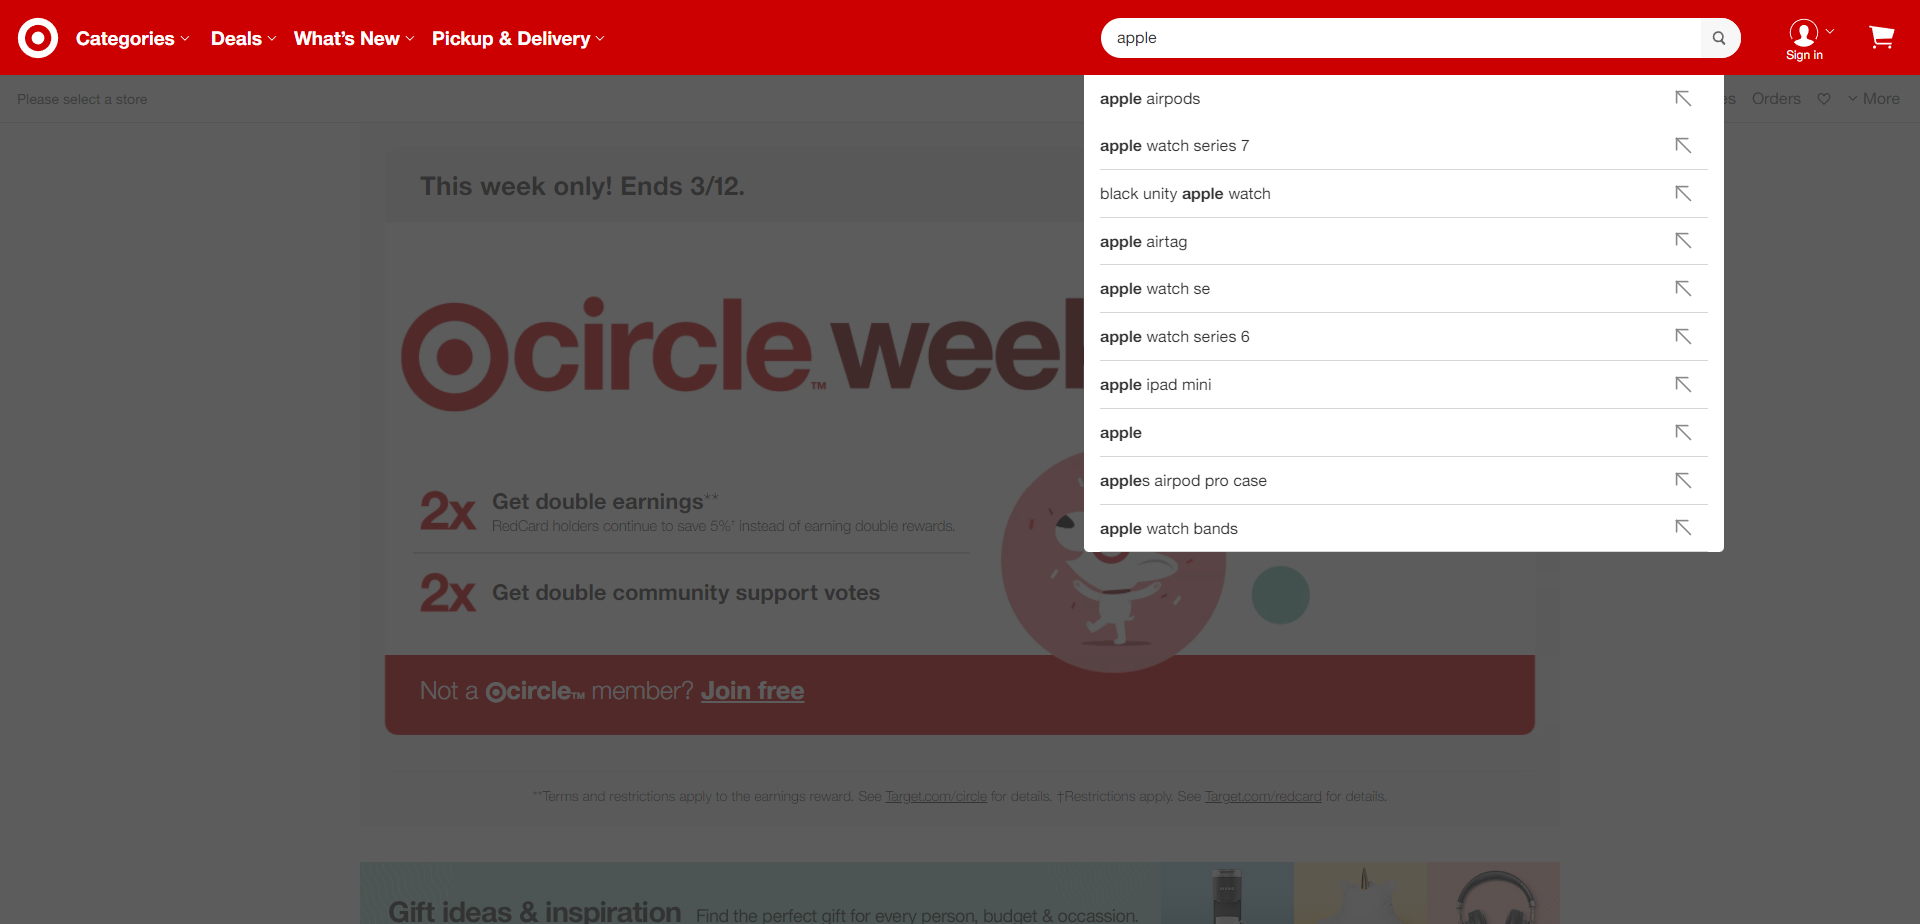 Categories Deals What's New Pickup & Delivery apple Sign in
Please select a store Orders More
apple airpods
apple watch series 7
black unity apple watch
apple airtag
apple watch se
apple watch series 6
apple ipad mini
apple
apples airpod pro case
apple watch bands
This week only! Ends 3/12.
circle™ week
2x Get double earnings**
RedCard holders continue to save 5%† instead of earning double rewards.
2x Get double community support votes
Not a circle™ member? Join free
**Terms and restrictions apply to the earnings reward. See Target.com/circle for details. †Restrictions apply. See Target.com/redcard for details.
Gift ideas & inspiration Find the perfect gift for every person, budget & occassion.